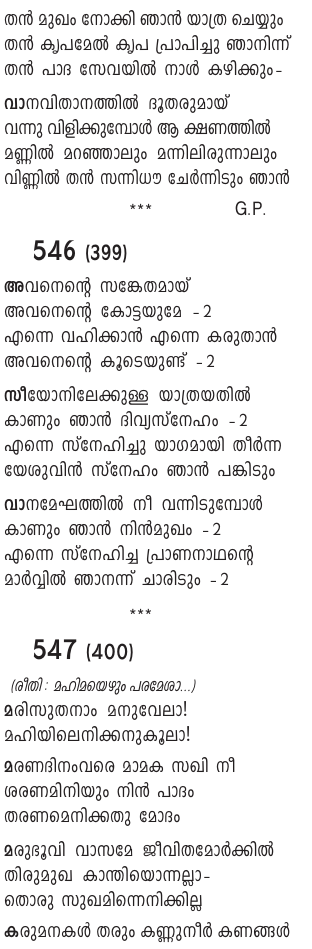 തൻ മുഖം നോക്കി ഞാൻ യാത്ര ചെയ്യും
തൻ കൃപമേൽ കൃപ പ്രാപിച്ചു ഞാനിന്ന്
തൻ പാദ സേവയിൽ നാൾ കഴിക്കും-
വാനവിതാനത്തിൽ ദൂതരുമായ്
വന്നു വിളിക്കുമ്പോൾ ആ ക്ഷണത്തിൽ
മണ്ണിൽ മറഞ്ഞാലും മന്നിലിരുന്നാലും
വിണ്ണിൽ തൻ സന്നിധൗ ചേർന്നിടും ഞാൻ
*** G.P.
546 (399)
അവനെന്റെ സങ്കേതമായ്
അവനെന്റെ കോട്ടയുമേ -2
എന്നെ വഹിക്കാൻ എന്നെ കരുതാൻ
അവനെന്റെ കൂടെയുണ്ട് -2
സീയോനിലേക്കുള്ള യാത്രയതിൽ
കാണും ഞാൻ ദിവ്യസ്നേഹം -2
എന്നെ സ്നേഹിച്ചു യാഗമായി തീർന്ന
യേശുവിൻ സ്നേഹം ഞാൻ പങ്കിടും
വാനമേഘത്തിൽ നീ വന്നിടുമ്പോൾ
കാണും ഞാൻ നിൻമുഖം -2
എന്നെ സ്നേഹിച്ച പ്രാണനാഥന്റെ
മാർവ്വിൽ ഞാനന്ന് ചാരിടും -2
***
547 (400)
(രീതി: മഹിമയെഴും പരമേശാ...)
മരിസുതനാം മനുവേലാ!
മഹിയിലെനിക്കനുകൂലാ!
മരണദിനംവരെ മാമക സഖി നീ
ശരണമിനിയും നിൻ പാദം
തരണമെനിക്കതു മോദം
മരുഭൂവി വാസമേ ജീവിതമോർക്കിൽ
തിരുമുഖ കാന്തിയൊന്നല്ലാ-
തൊരു സുഖമിന്നെനിക്കില്ല
കരുമനകൾ തരും കണ്ണുനീർ കണങ്ങൾ